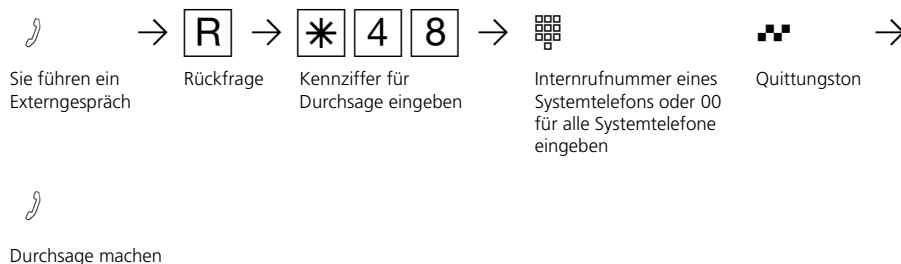 R * 4 8
Sie führen ein
Externgespräch
Rückfrage
Kennziffer für
Durchsage eingeben
Internrufnummer eines
Systemtelefons oder 00
für alle Systemtelefone
eingeben
Quittungston
Durchsage machen